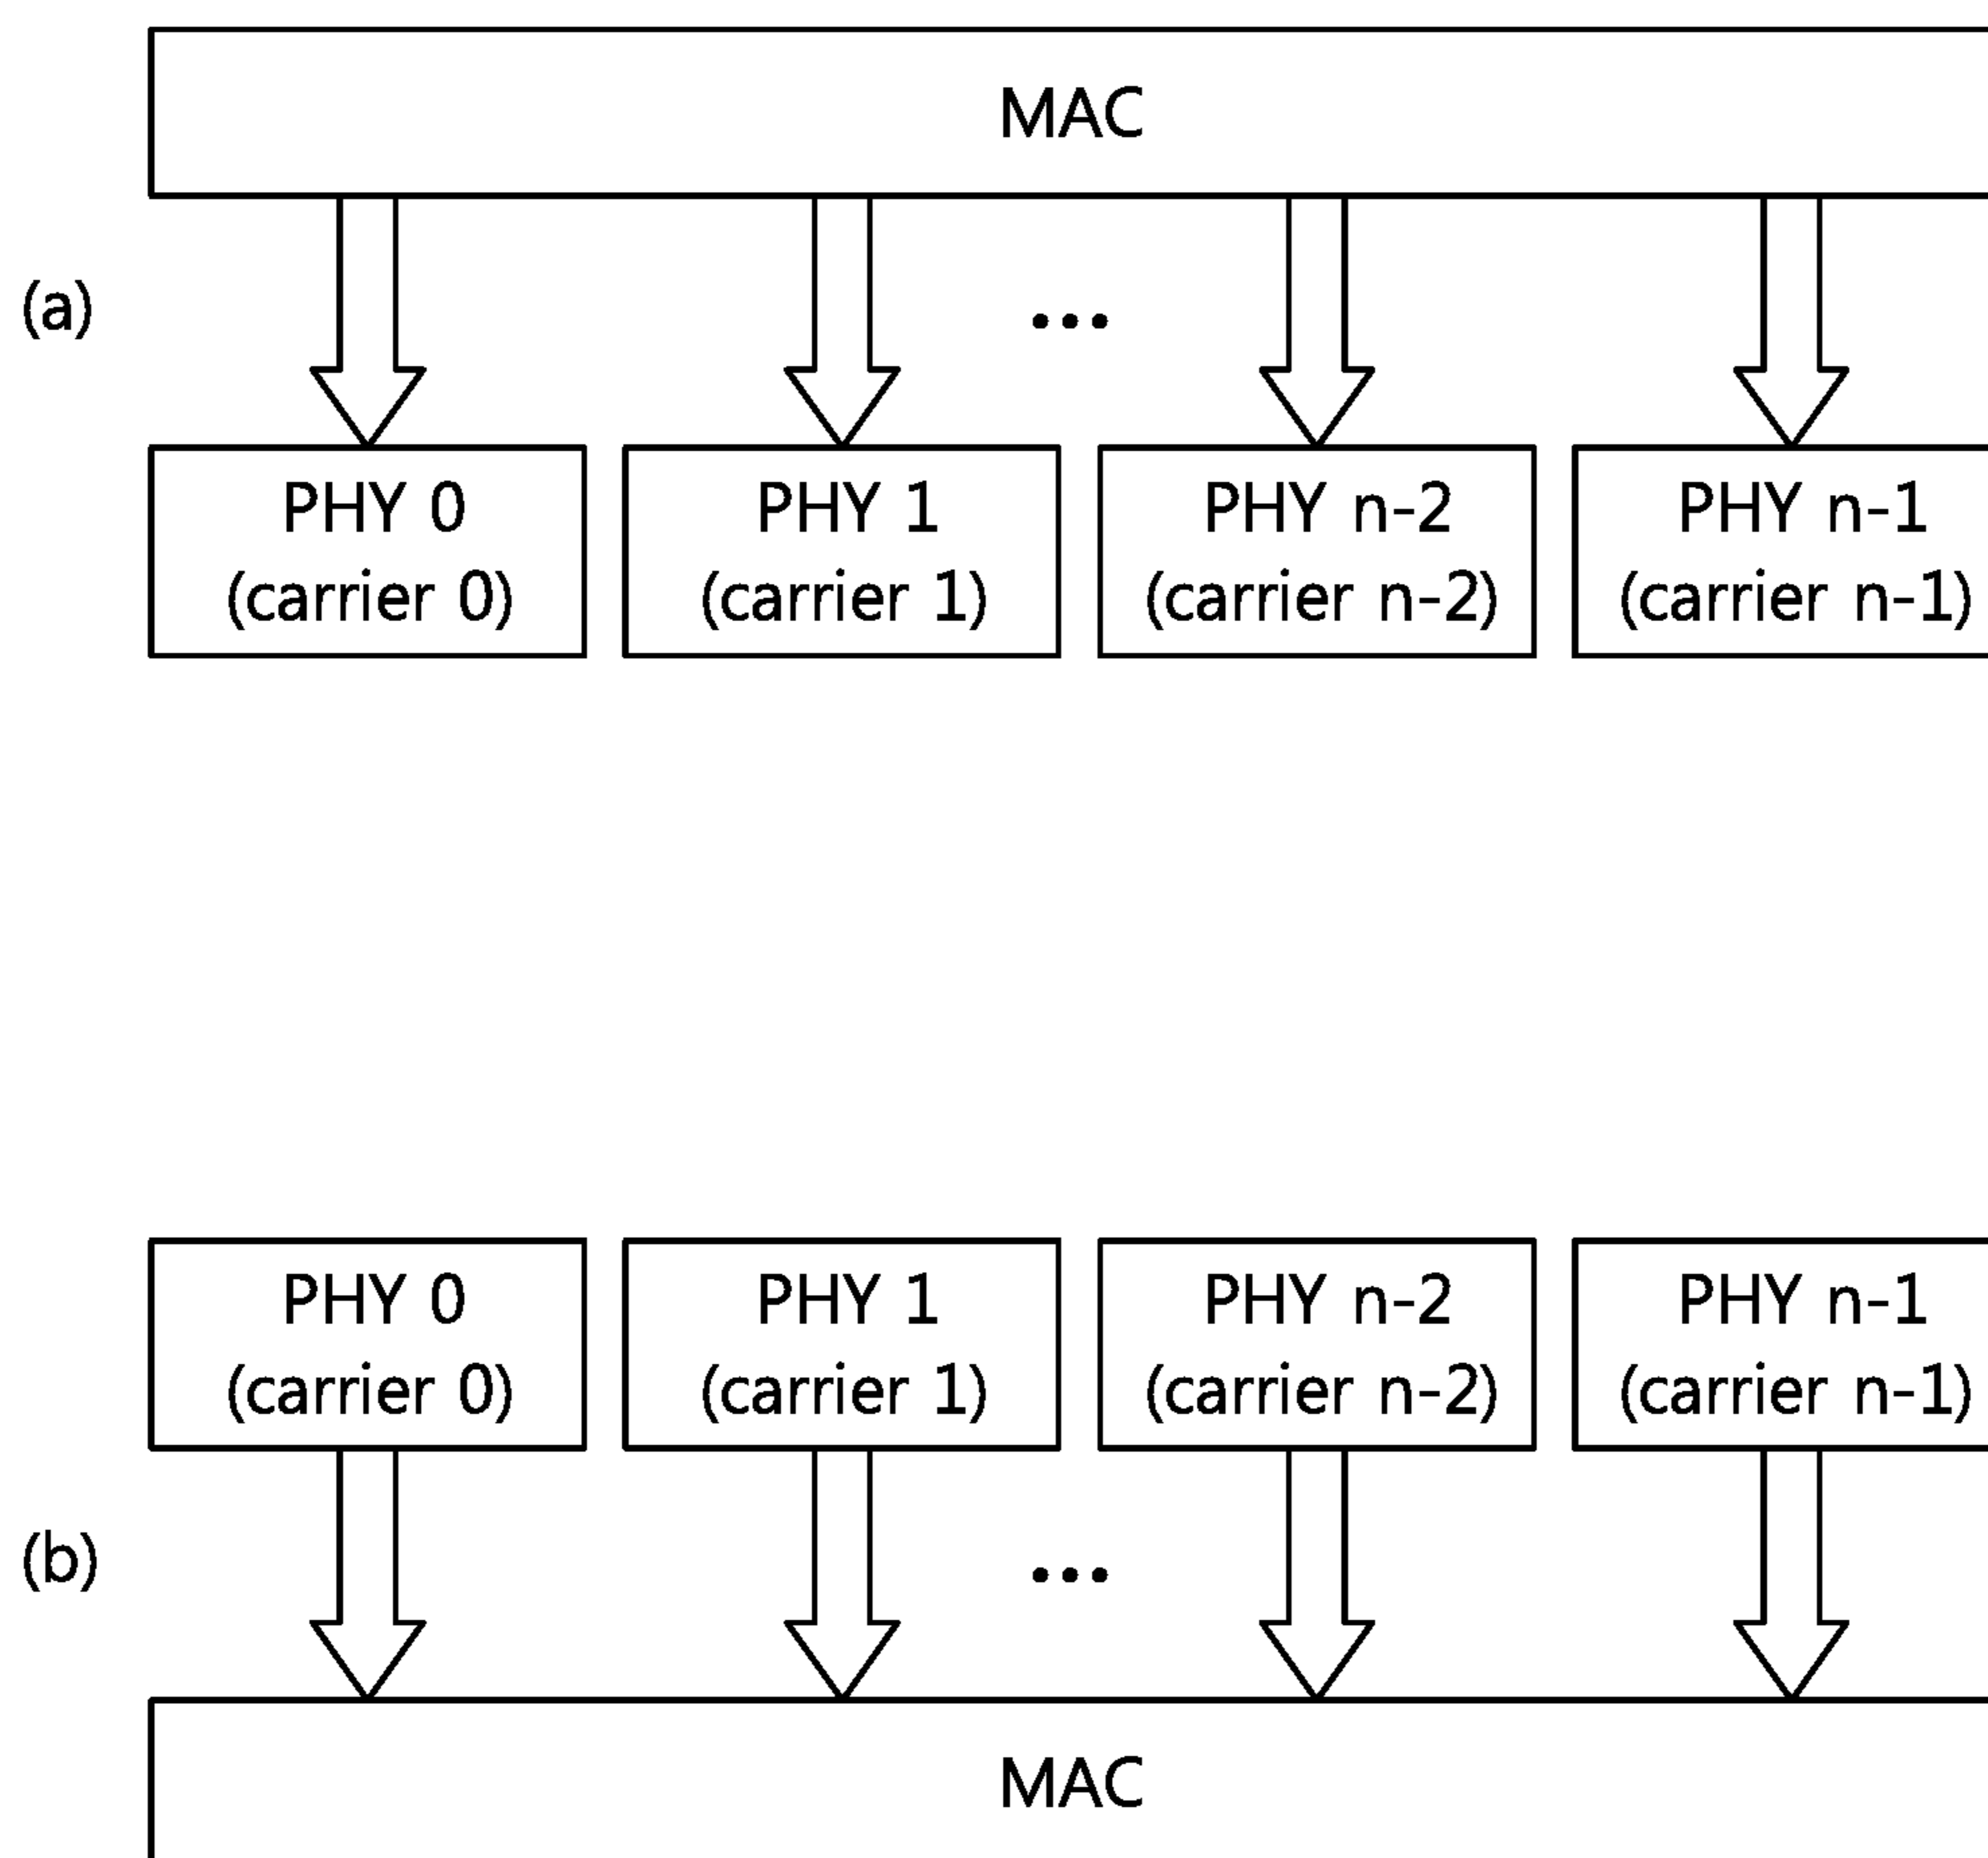 MAC
(a)
...
PHY 0
(carrier 0)
PHY 1
(carrier 1)
PHY n-2
(carrier n-2)
PHY n-1
(carrier n-1)
PHY 0
(carrier 0)
PHY 1
(carrier 1)
PHY n-2
(carrier n-2)
PHY n-1
(carrier n-1)
(b)
...
MAC